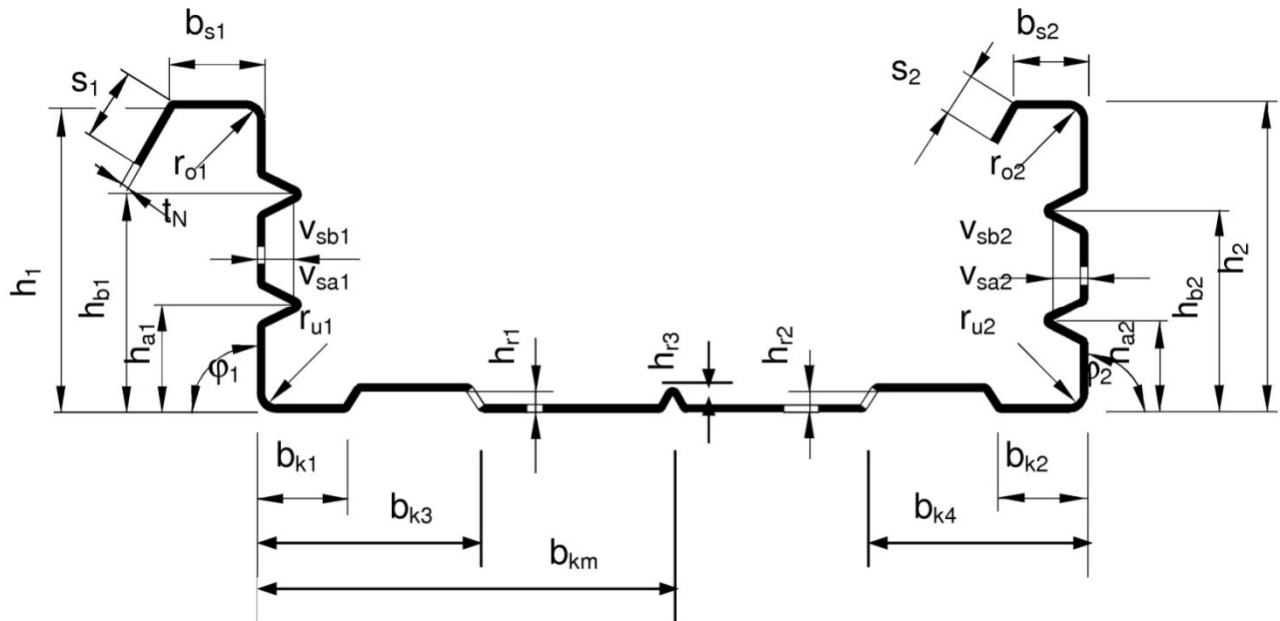 b_s1
b_s2
s_1
s_2
r_o1
r_o2
t_N
v_sb1
v_sb2
h_1
h_b1
v_sa1
v_sa2
h_b2
h_2
h_a1
r_u1
h_r1
h_r3
h_r2
r_u2
h_a2
φ_1
φ_2
b_k1
b_k2
b_k3
b_k4
b_km